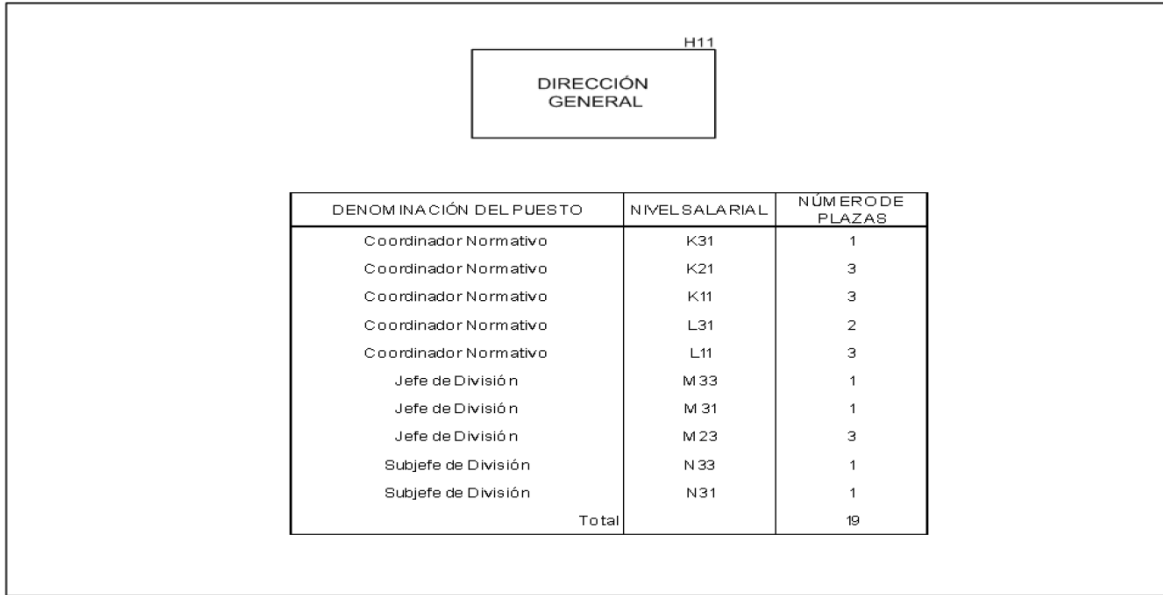 H11
DIRECCIÓN
GENERAL
DENOMINACIÓN DEL PUESTO NIVEL SALARIAL NÚMERO DE PLAZAS
Coordinador Normativo K31 1
Coordinador Normativo K21 3
Coordinador Normativo K11 3
Coordinador Normativo L31 2
Coordinador Normativo L11 3
Jefe de División M33 1
Jefe de División M31 1
Jefe de División M23 3
Subjefe de División N33 1
Subjefe de División N31 1
Total 19